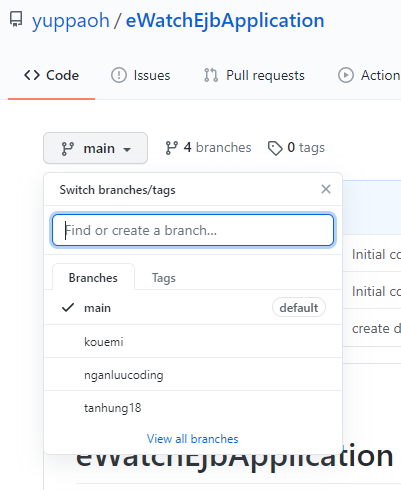 yuppaoh / eWatchEjbApplication
Code Issues Pull requests Action
main 4 branches 0 tags
Switch branches/tags
Find or create a branch...
Branches Tags
main default
kouemi
nganluucoding
tanhung18
View all branches
Initial co
Initial co
create d
eWatchEjbApplication